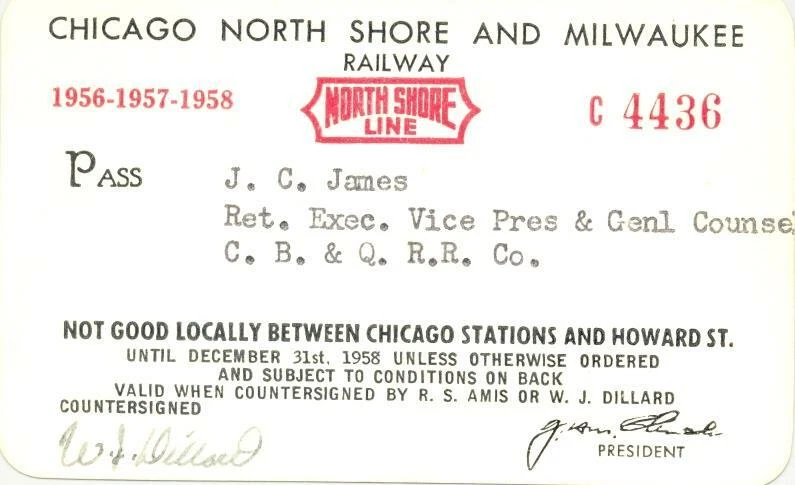 CHICAGO NORTH SHORE AND MILWAUKEE
RAILWAY
1956-1957-1958
NORTH SHORE
LINE
C 4436
PASS
J. C. James
Ret. Exec. Vice Pres & Genl Counse
C. B. & Q. R.R. Co.
NOT GOOD LOCALLY BETWEEN CHICAGO STATIONS AND HOWARD ST.
UNTIL DECEMBER 31st, 1958 UNLESS OTHERWISE ORDERED
AND SUBJECT TO CONDITIONS ON BACK
VALID WHEN COUNTERSIGNED BY R. S. AMIS OR W. J. DILLARD
COUNTERSIGNED
W. J. Dillard
PRESIDENT